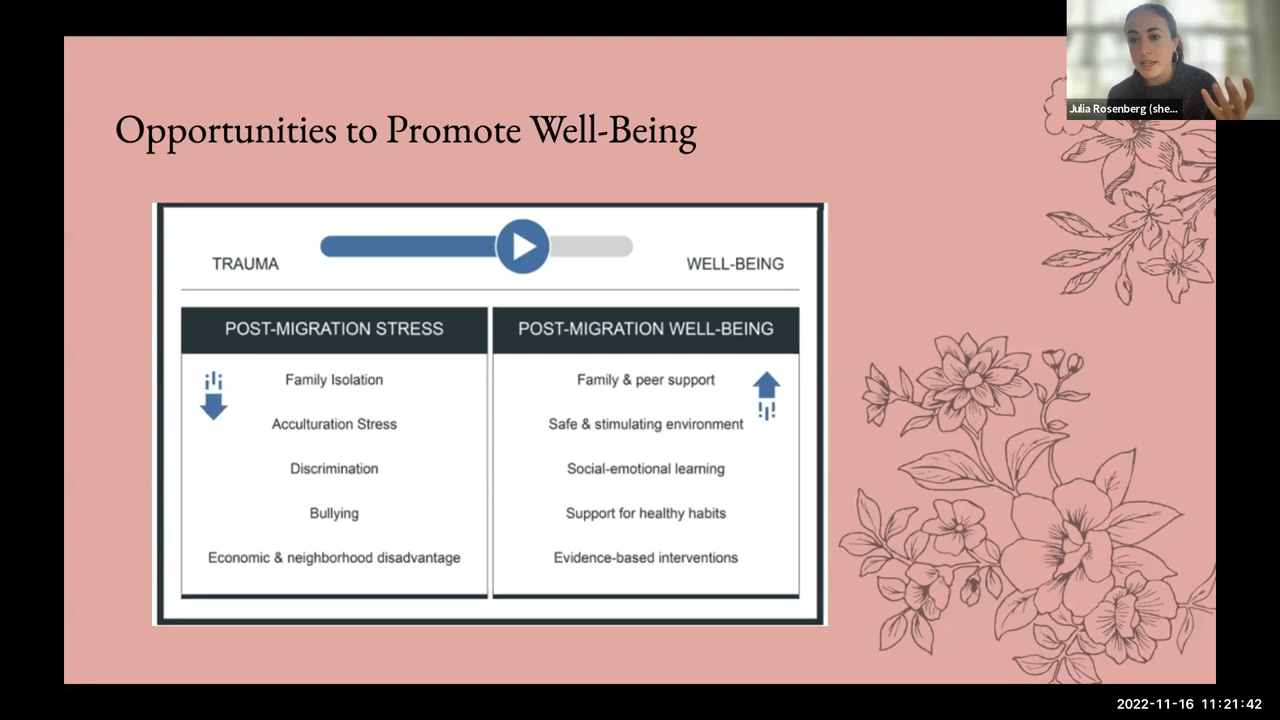 Julia Rosenberg (she...
Opportunities to Promote Well-Being
TRAUMA
WELL-BEING
POST-MIGRATION STRESS
Family Isolation
Acculturation Stress
Discrimination
Bullying
Economic & neighborhood disadvantage
POST-MIGRATION WELL-BEING
Family & peer support
Safe & stimulating environment
Social-emotional learning
Support for healthy habits
Evidence-based interventions
2022-11-16 11:21:42